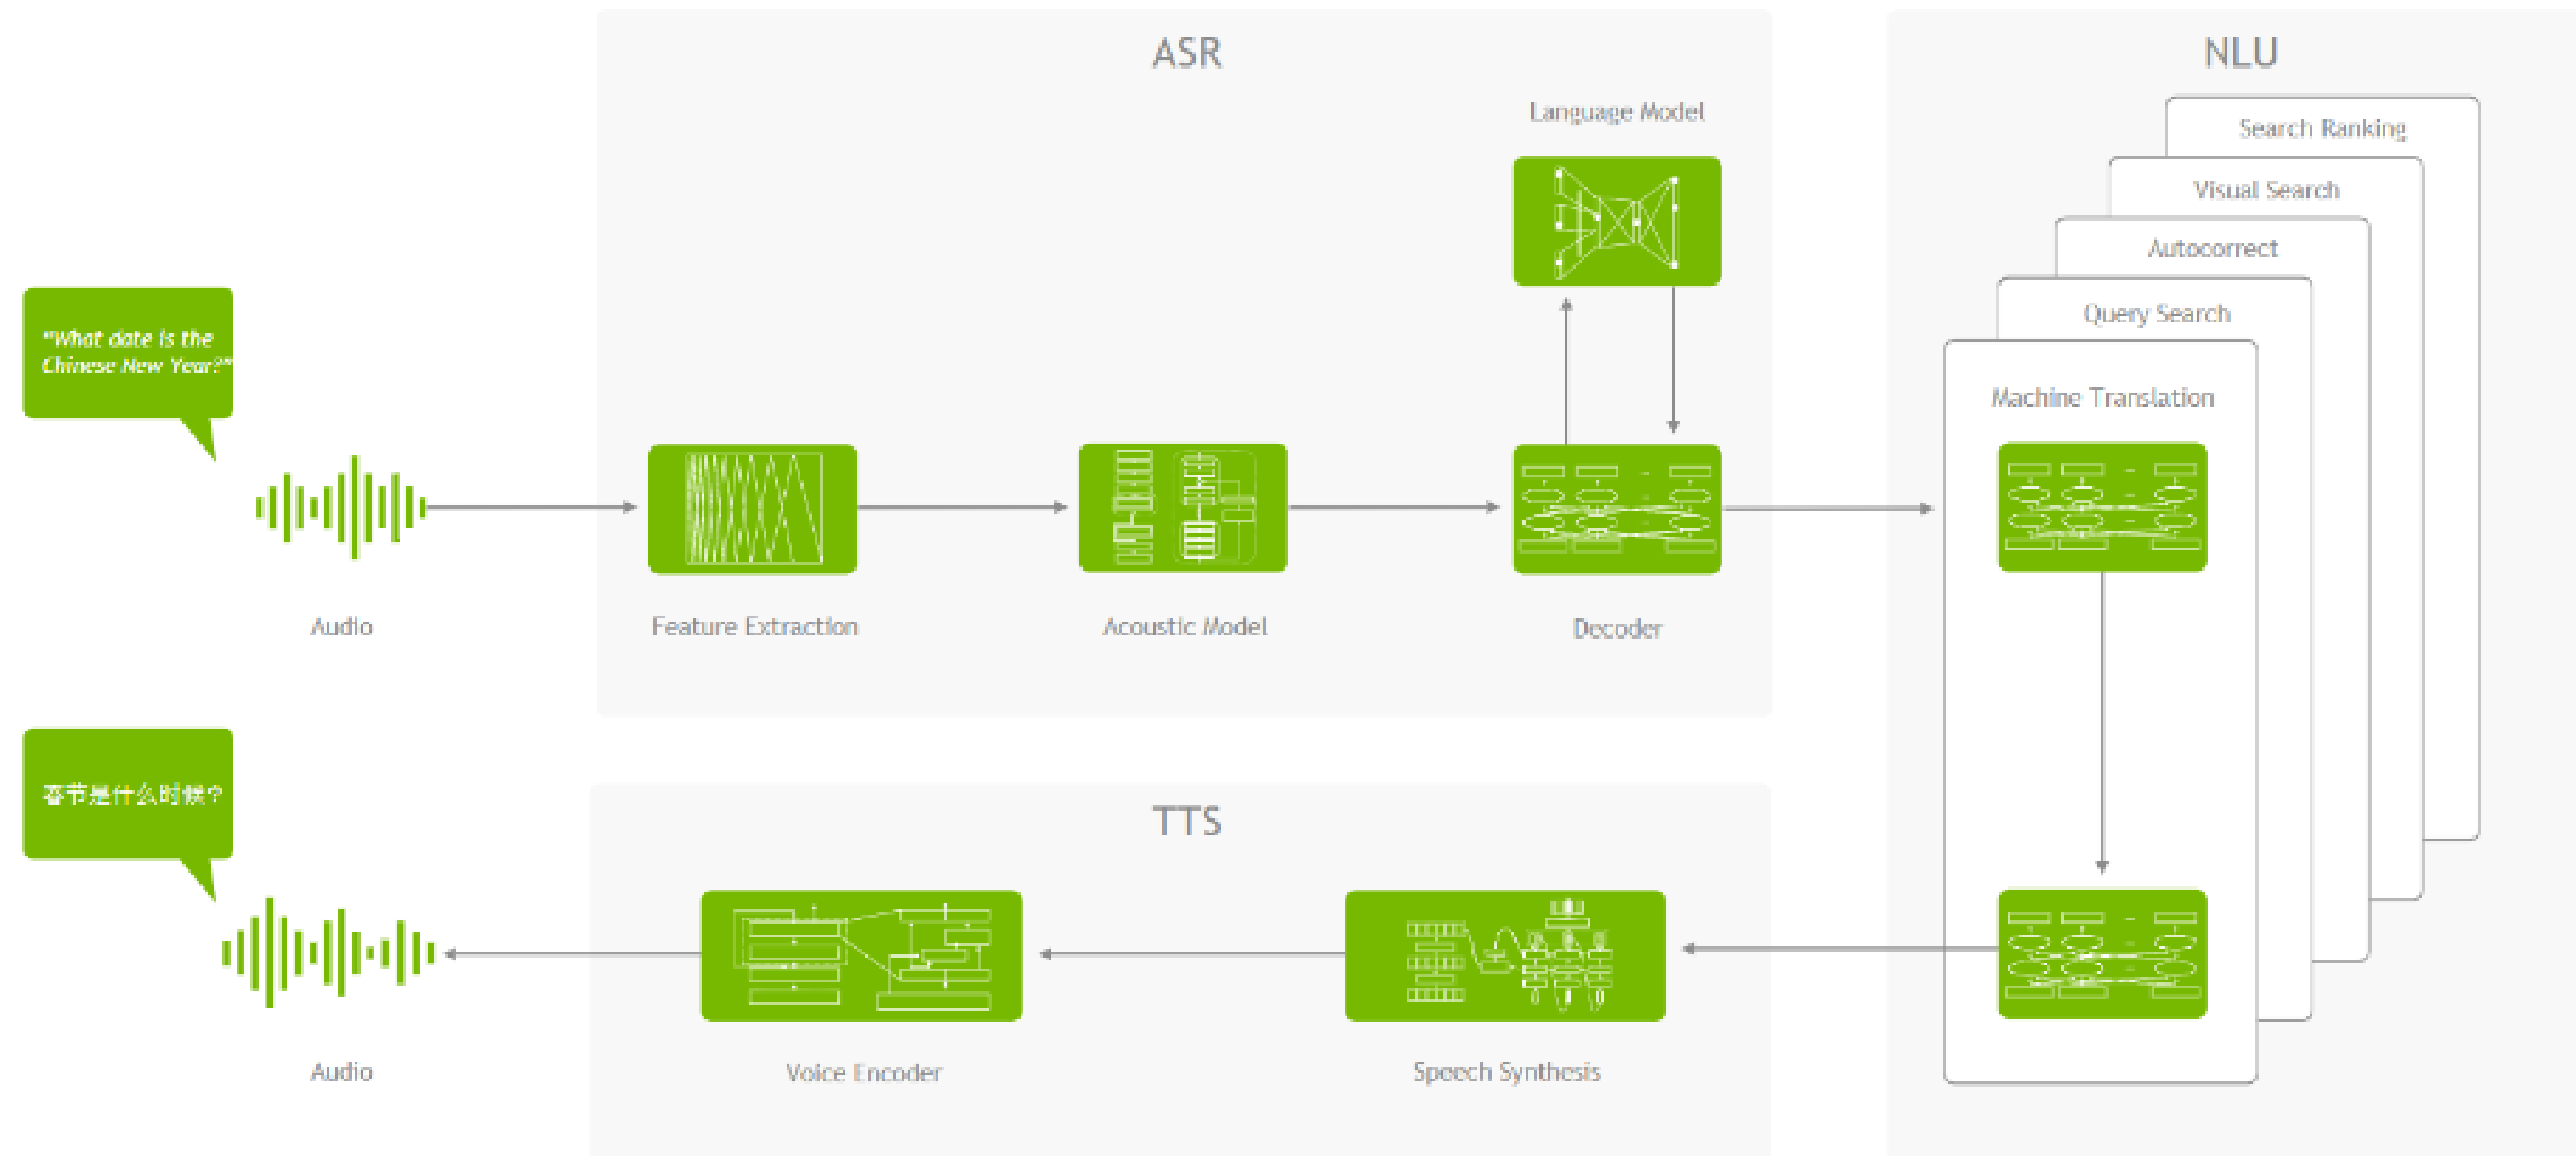 ASR
NLU
Language Model
Search Ranking
Visual Search
Autocorrect
Query Search
Machine Translation
"What date is the
Chinese New Year?"
Audio
Feature Extraction
Acoustic Model
Decoder
TTS
春节是什么时候?
Audio
Voice Encoder
Speech Synthesis